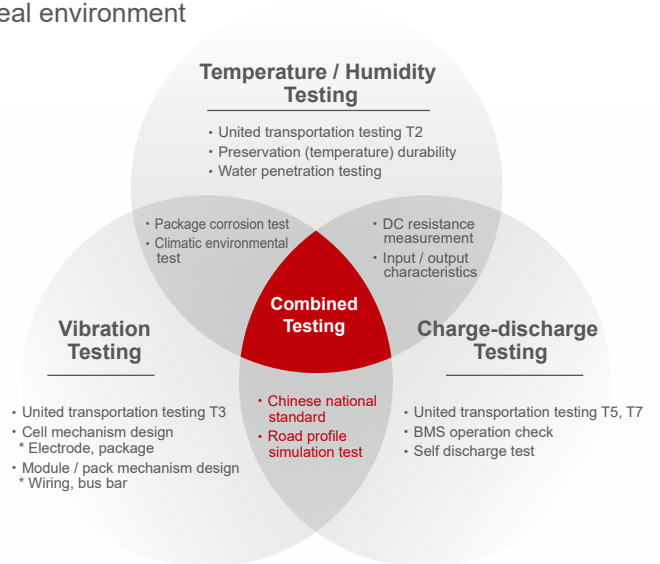 eal environment
Temperature / Humidity
Testing
・United transportation testing T2
・Preservation (temperature) durability
・Water penetration testing
・Package corrosion test
・Climatic environmental
test
・DC resistance
measurement
・Input / output
characteristics
Combined
Testing
Vibration
Testing
・United transportation testing T3
・Cell mechanism design
* Electrode, package
・Module / pack mechanism design
* Wiring, bus bar
・Chinese national
standard
・Road profile
simulation test
Charge-discharge
Testing
・United transportation testing T5, T7
・BMS operation check
・Self discharge test